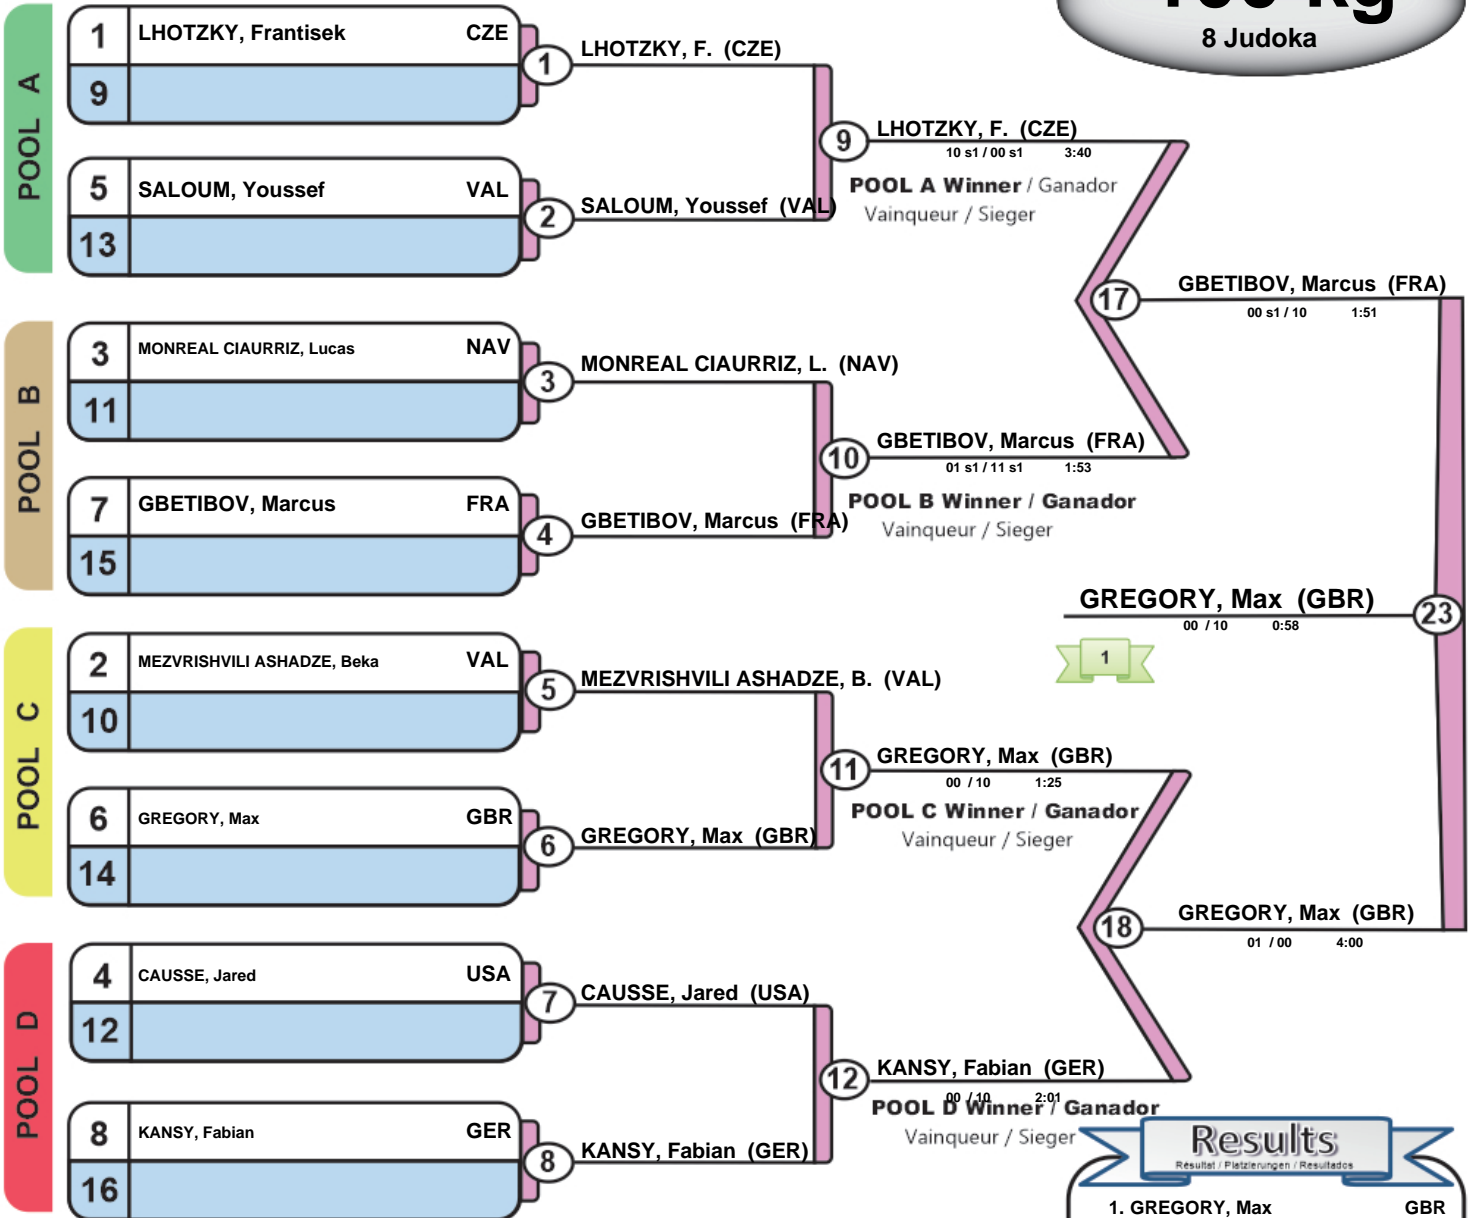 8 Judoka
POOL A
1 LHOTZKY, Frantisek CZE
9
1
LHOTZKY, F. (CZE)
5 SALOUM, Youssef VAL
13
2
SALOUM, Youssef (VAL)
9
LHOTZKY, F. (CZE)
10 s1 / 00 s1 3:40
POOL A Winner / Ganador
Vainqueur / Sieger
POOL B
3 MONREAL CIAURRIZ, Lucas NAV
11
3
MONREAL CIAURRIZ, L. (NAV)
7 GBETIBOV, Marcus FRA
15
4
GBETIBOV, Marcus (FRA)
10
GBETIBOV, Marcus (FRA)
01 s1 / 11 s1 1:53
POOL B Winner / Ganador
Vainqueur / Sieger
17
GBETIBOV, Marcus (FRA)
00 s1 / 10 1:51
GREGORY, Max (GBR)
00 / 10 0:58
23
1
POOL C
2 MEZVRISHVILI ASHADZE, Beka VAL
10
5
MEZVRISHVILI ASHADZE, B. (VAL)
6 GREGORY, Max GBR
14
6
GREGORY, Max (GBR)
11
GREGORY, Max (GBR)
00 / 10 1:25
POOL C Winner / Ganador
Vainqueur / Sieger
18
GREGORY, Max (GBR)
01 / 00 4:00
POOL D
4 CAUSSE, Jared USA
12
7
CAUSSE, Jared (USA)
8 KANSY, Fabian GER
16
8
KANSY, Fabian (GER)
12
KANSY, Fabian (GER)
00 / 10 2:01
POOL D Winner / Ganador
Vainqueur / Sieger
Results
Résultat / Platzierungen / Resultados
1. GREGORY, Max GBR